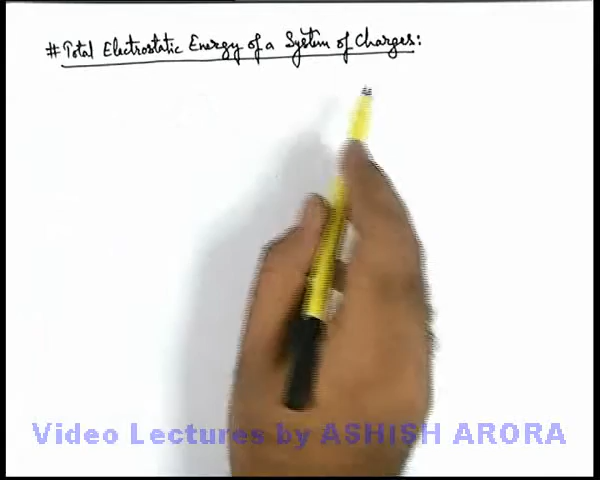 # Total Electrostatic Energy of a System of Charges:
Video Lectures by ASHISH ARORA